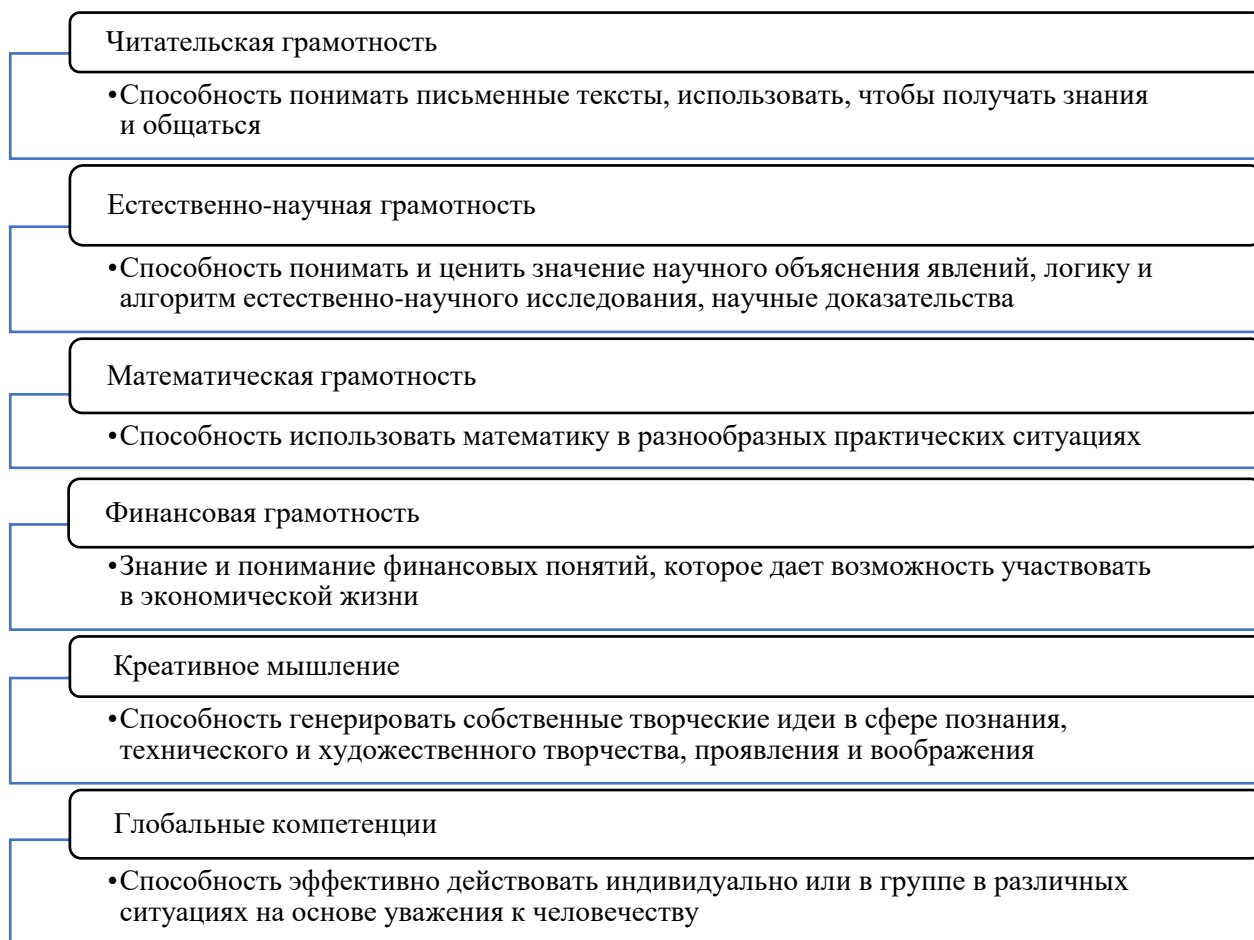 Читательская грамотность
•Способность понимать письменные тексты, использовать, чтобы получать знания
и общаться
Естественно-научная грамотность
•Способность понимать и ценить значение научного объяснения явлений, логику и
алгоритм естественно-научного исследования, научные доказательства
Математическая грамотность
•Способность использовать математику в разнообразных практических ситуациях
Финансовая грамотность
•Знание и понимание финансовых понятий, которое дает возможность участвовать
в экономической жизни
Креативное мышление
•Способность генерировать собственные творческие идеи в сфере познания,
технического и художественного творчества, проявления и воображения
Глобальные компетенции
•Способность эффективно действовать индивидуально или в группе в различных
ситуациях на основе уважения к человечеству